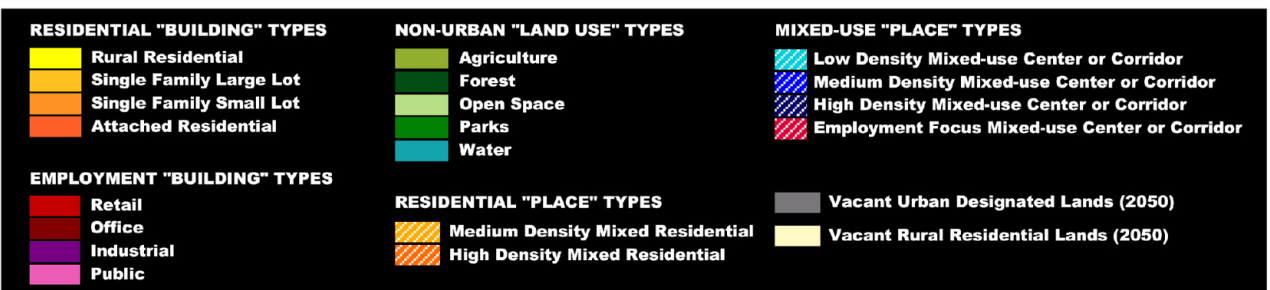 RESIDENTIAL "BUILDING" TYPES
Rural Residential
Single Family Large Lot
Single Family Small Lot
Attached Residential
EMPLOYMENT "BUILDING" TYPES
Retail
Office
Industrial
Public
NON-URBAN "LAND USE" TYPES
Agriculture
Forest
Open Space
Parks
Water
RESIDENTIAL "PLACE" TYPES
Medium Density Mixed Residential
High Density Mixed Residential
MIXED-USE "PLACE" TYPES
Low Density Mixed-use Center or Corridor
Medium Density Mixed-use Center or Corridor
High Density Mixed-use Center or Corridor
Employment Focus Mixed-use Center or Corridor
Vacant Urban Designated Lands (2050)
Vacant Rural Residential Lands (2050)